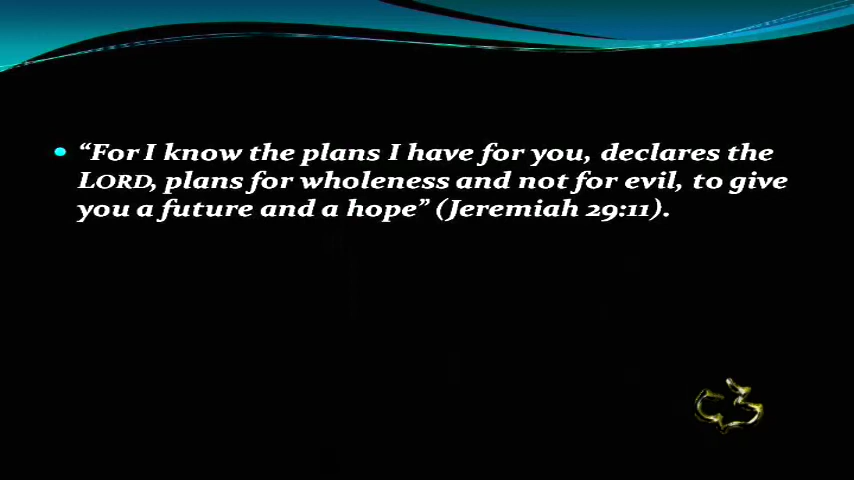 • “For I know the plans I have for you, declares the
LORD, plans for wholeness and not for evil, to give
you a future and a hope” (Jeremiah 29:11).